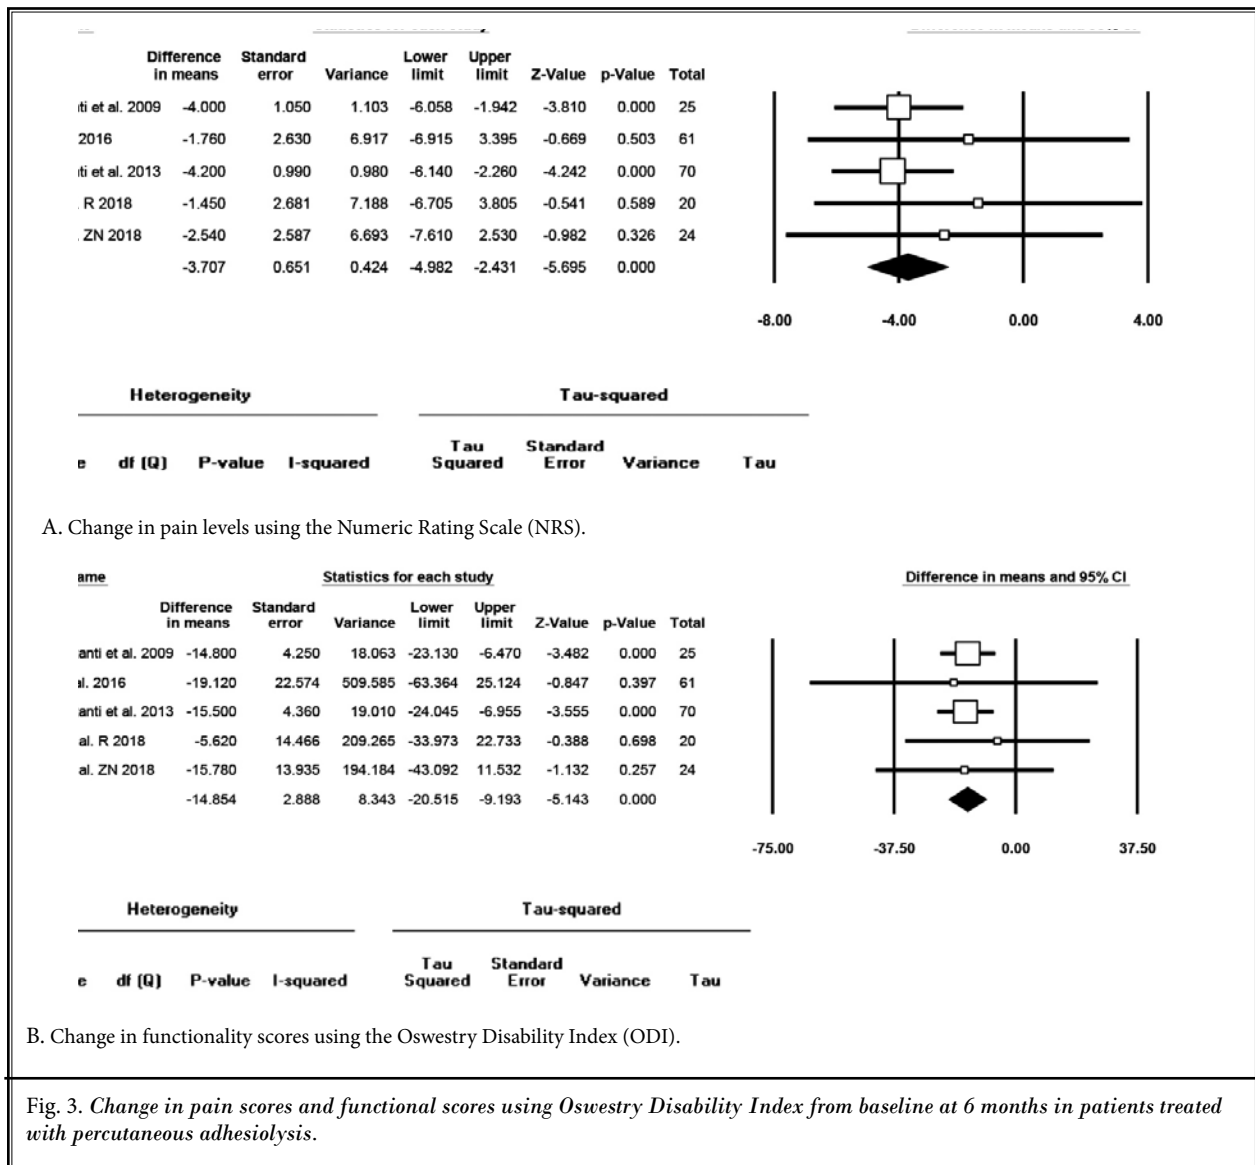 Difference Standard Lower Upper
in means error Variance limit limit Z-Value p-Value Total
ti et al. 2009 -4.000 1.050 1.103 -6.058 -1.942 -3.810 0.000 25
2016 -1.760 2.630 6.917 -6.915 3.395 -0.669 0.503 61
ti et al. 2013 -4.200 0.990 0.980 -6.140 -2.260 -4.242 0.000 70
. R 2018 -1.450 2.681 7.188 -6.705 3.805 -0.541 0.589 20
. ZN 2018 -2.540 2.587 6.693 -7.610 2.530 -0.982 0.326 24
-3.707 0.651 0.424 -4.982 -2.431 -5.695 0.000
-8.00 -4.00 0.00 4.00
Heterogeneity Tau-squared
Tau Standard
e df (Q) P-value I-squared Squared Error Variance Tau
A. Change in pain levels using the Numeric Rating Scale (NRS).
ame Statistics for each study Difference in means and 95% CI
Difference Standard Lower Upper
in means error Variance limit limit Z-Value p-Value Total
anti et al. 2009 -14.800 4.250 18.063 -23.130 -6.470 -3.482 0.000 25
al. 2016 -19.120 22.574 509.585 -63.364 25.124 -0.847 0.397 61
anti et al. 2013 -15.500 4.360 19.010 -24.045 -6.955 -3.555 0.000 70
al. R 2018 -5.620 14.466 209.265 -33.973 22.733 -0.388 0.698 20
al. ZN 2018 -15.780 13.935 194.184 -43.092 11.532 -1.132 0.257 24
-14.854 2.888 8.343 -20.515 -9.193 -5.143 0.000
-75.00 -37.50 0.00 37.50
Heterogeneity Tau-squared
Tau Standard
e df (Q) P-value I-squared Squared Error Variance Tau
B. Change in functionality scores using the Oswestry Disability Index (ODI).
Fig. 3. Change in pain scores and functional scores using Oswestry Disability Index from baseline at 6 months in patients treated
with percutaneous adhesiolysis.